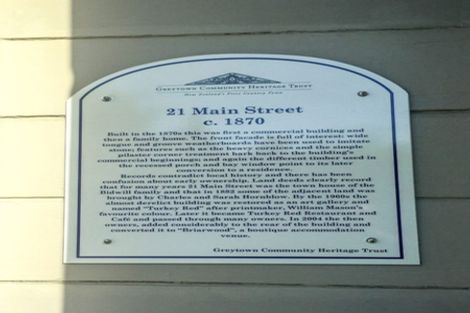 GREYTOWN COMMUNITY HERITAGE TRUST
New Zealand's First Country Town
21 Main Street
c. 1870
Built in the 1870s this was first a commercial building and
then a family home. The front facade is full of interest: wide
tongue and groove weatherboards have been used to imitate
stone; features such as the heavy cornices and the simple
pilaster corner treatment hark back to the building's
commercial beginnings; and again the different timber used in
the recessed porch and bay window point to its later
conversion to a residence.
Records contradict local history and there has been
confusion about early ownership. Land deeds clearly record
that for many years 21 Main Street was the town house of the
Bidwill family and that in 1882 some of the adjacent land was
brought by Charles and Sarah Hornblow. By the 1960s the
almost derelict building was restored as an art gallery and
named "Turkey Red" after printmaker, William Mason's
favourite colour. Later it became Turkey Red Restaurant and
Café and passed through many owners. In 2004 the then
owners, added considerably to the rear of the building and
converted it to "Briarwood", a boutique accommodation
venue.
Greytown Community Heritage Trust